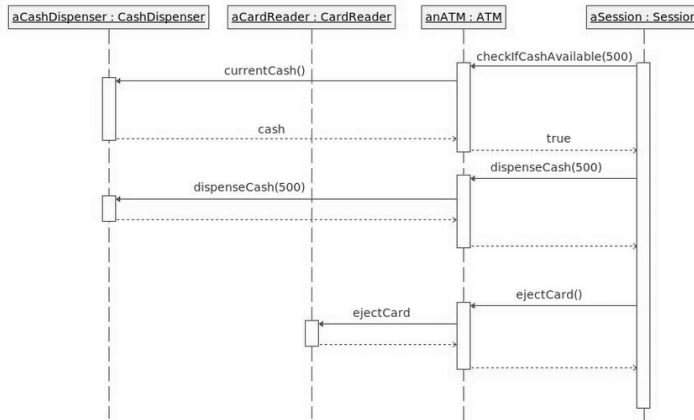 aCashDispenser : CashDispenser
aCardReader : CardReader
anATM : ATM
aSession : Session
checkIfCashAvailable(500)
currentCash()
cash
true
dispenseCash(500)
dispenseCash(500)
ejectCard()
ejectCard